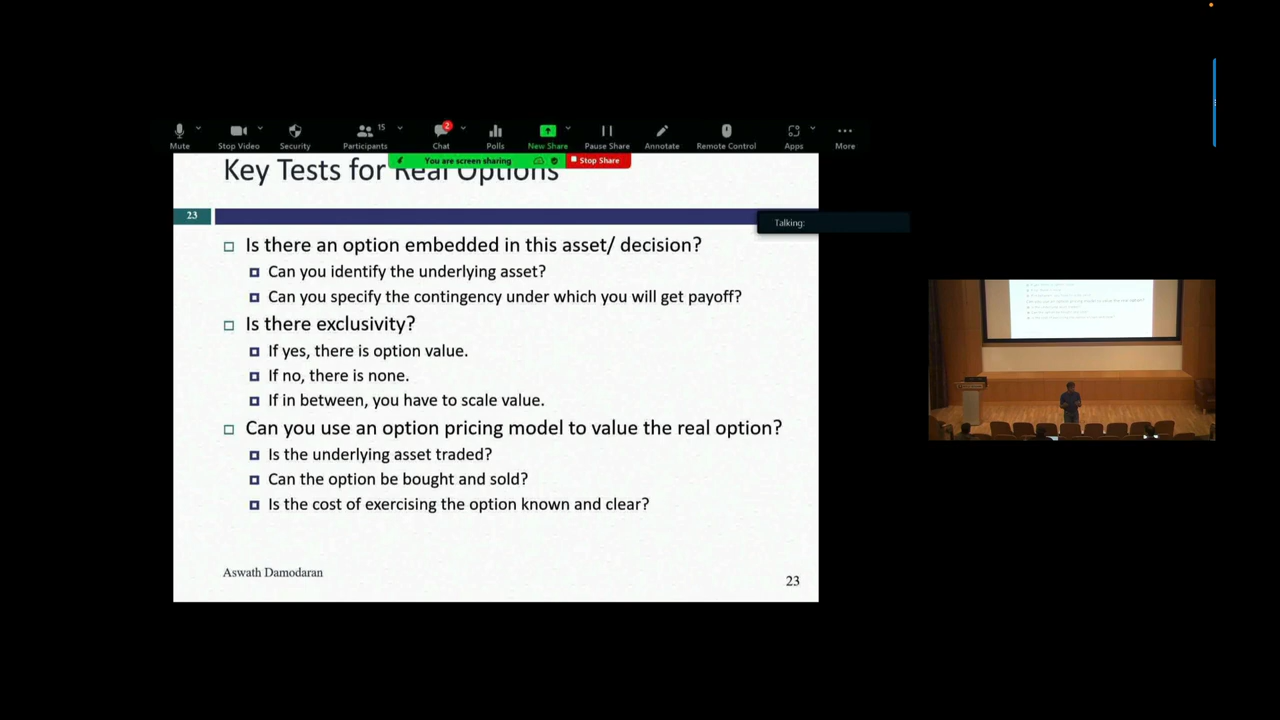 15
2
Mute
Stop Video
Security
Participants
Chat
Polls
New Share
Pause Share
Annotate
Remote Control
Apps
More
You are screen sharing
Stop Share
Key Tests for Real Options
23
Talking:
Is there an option embedded in this asset/ decision?
Can you identify the underlying asset?
Can you specify the contingency under which you will get payoff?
Is there exclusivity?
If yes, there is option value.
If no, there is none.
If in between, you have to scale value.
Can you use an option pricing model to value the real option?
Is the underlying asset traded?
Can the option be bought and sold?
Is the cost of exercising the option known and clear?
Aswath Damodaran
23